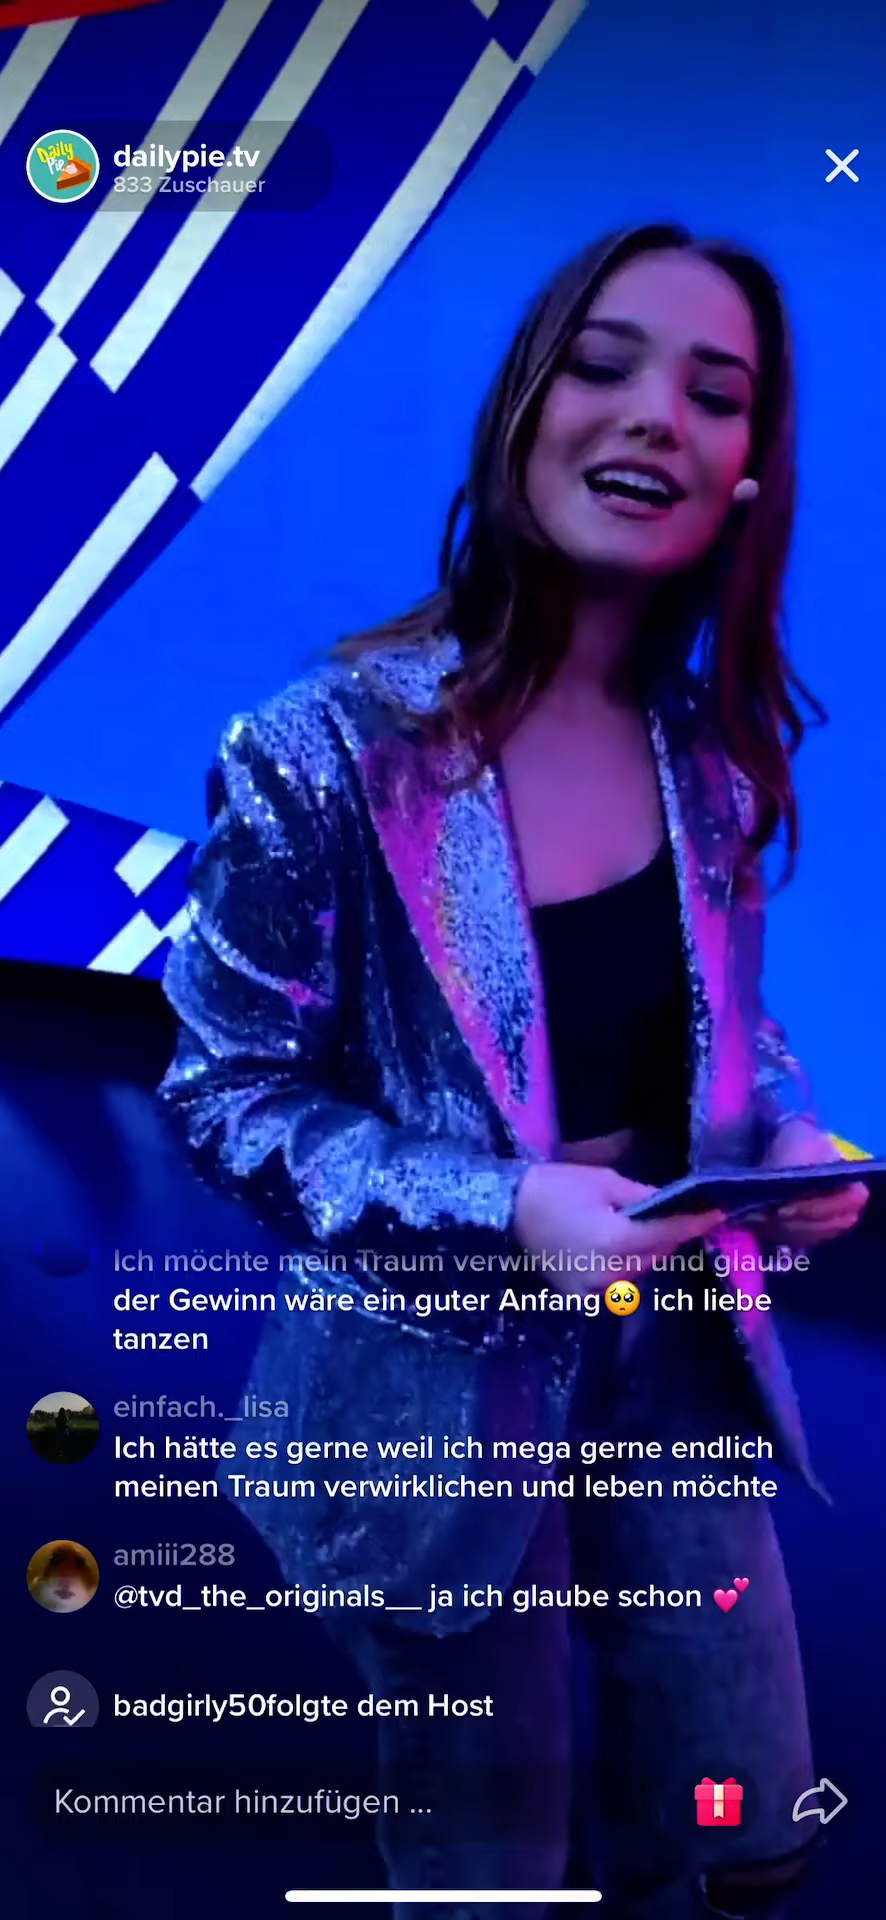 Daily
Pie
dailypie.tv
833 Zuschauer
Ich möchte mein Traum verwirklichen und glaube
der Gewinn wäre ein guter Anfang🥺 ich liebe
tanzen
einfach._lisa
Ich hätte es gerne weil ich mega gerne endlich
meinen Traum verwirklichen und leben möchte
amiii288
@tvd_the_originals__ ja ich glaube schon 💕
badgirly50folgte dem Host
Kommentar hinzufügen ...